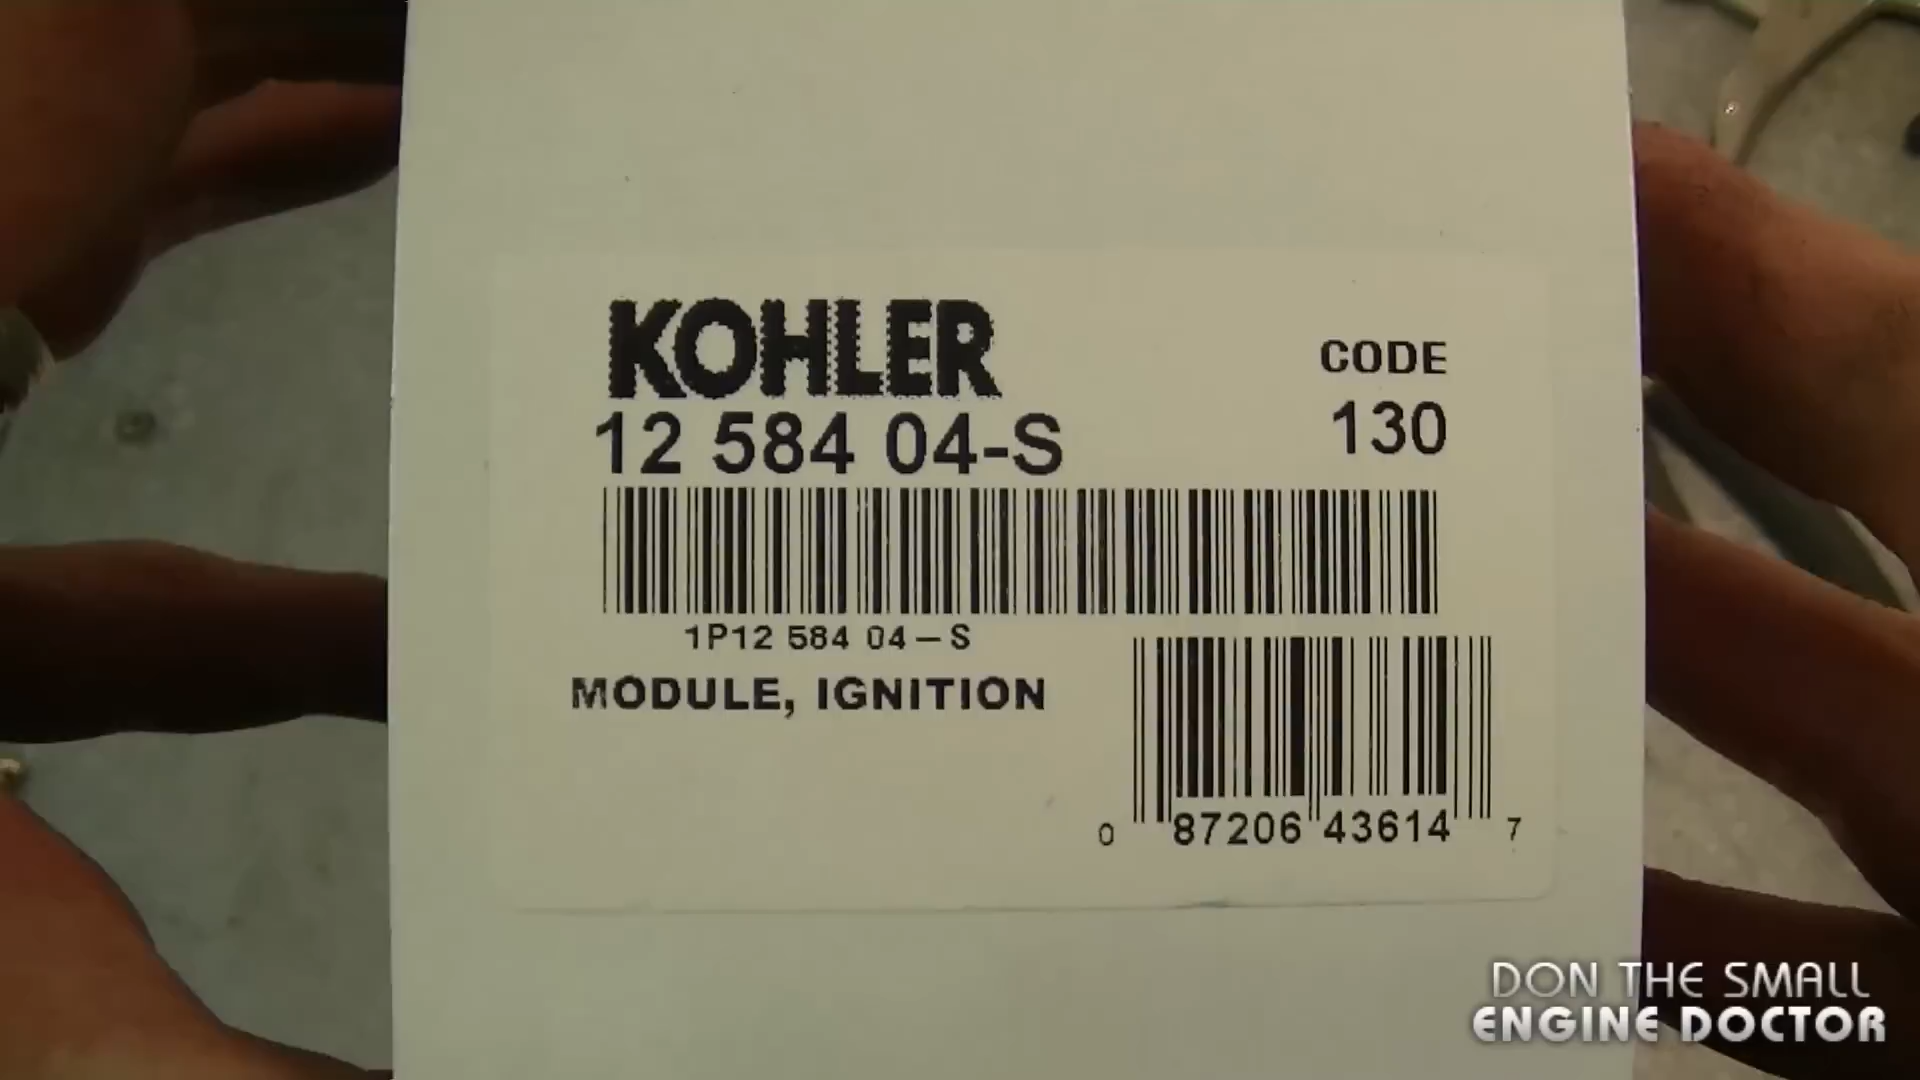 KOHLER
12 584 04-S
CODE
130
1P12 584 04-S
MODULE, IGNITION
0 87206 43614 7
DON THE SMALL
ENGINE DOCTOR